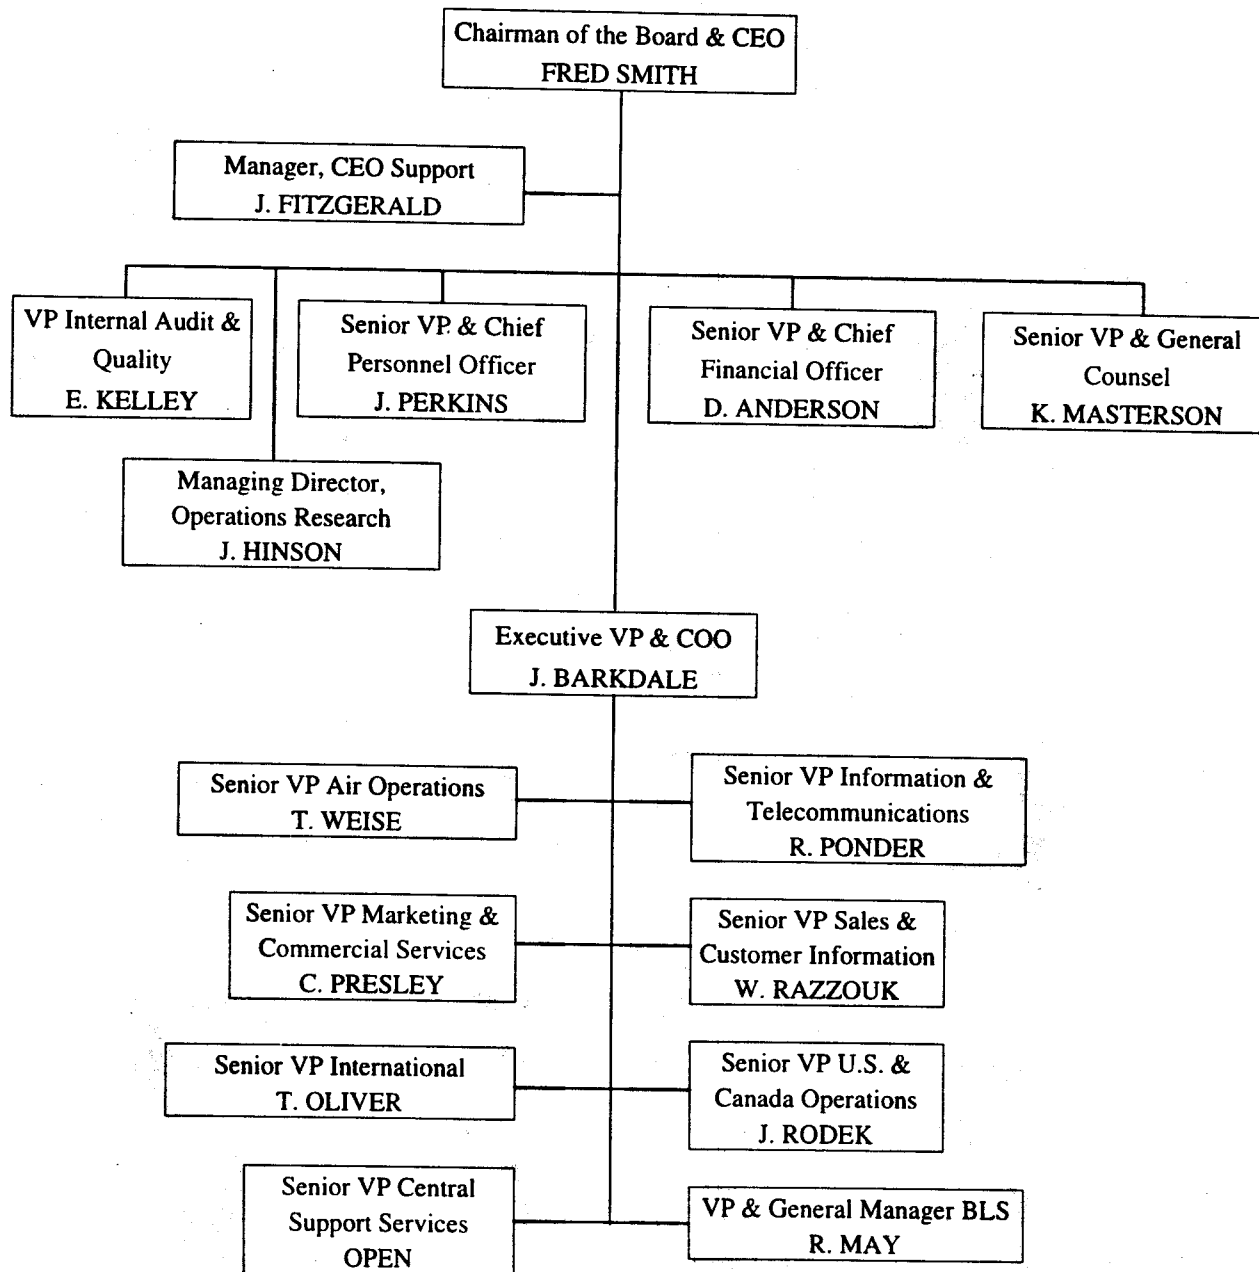 Chairman of the Board & CEO
FRED SMITH
Manager, CEO Support
J. FITZGERALD
VP Internal Audit &
Quality
E. KELLEY
Senior VP & Chief
Personnel Officer
J. PERKINS
Senior VP & Chief
Financial Officer
D. ANDERSON
Senior VP & General
Counsel
K. MASTERSON
Managing Director,
Operations Research
J. HINSON
Executive VP & COO
J. BARKDALE
Senior VP Air Operations
T. WEISE
Senior VP Information &
Telecommunications
R. PONDER
Senior VP Marketing &
Commercial Services
C. PRESLEY
Senior VP Sales &
Customer Information
W. RAZZOUK
Senior VP International
T. OLIVER
Senior VP U.S. &
Canada Operations
J. RODEK
Senior VP Central
Support Services
OPEN
VP & General Manager BLS
R. MAY